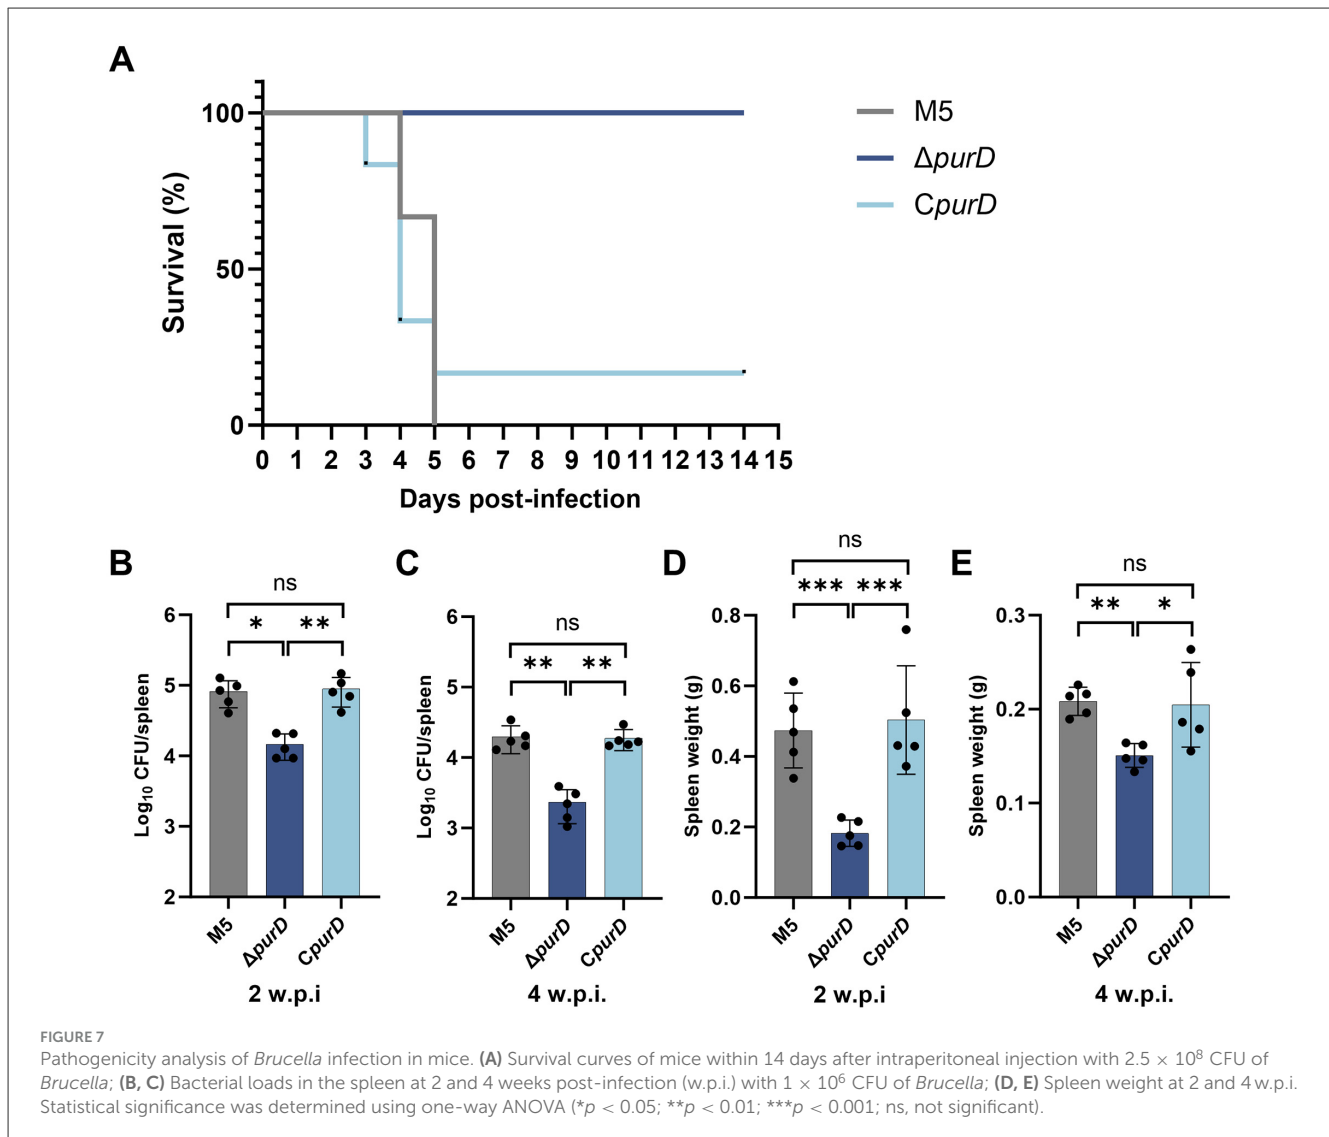 A
100
50
0
Survival (%)
0 1 2 3 4 5 6 7 8 9 10 11 12 13 14 15
Days post-infection
M5
ΔpurD
CpurD
B
ns
* **
6
5
4
3
2
Log10 CFU/spleen
M5 ΔpurD CpurD
2 w.p.i
C
ns
** **
6
5
4
3
2
Log10 CFU/spleen
M5 ΔpurD CpurD
4 w.p.i.
D
ns
*** ***
0.8
0.6
0.4
0.2
0.0
Spleen weight (g)
M5 ΔpurD CpurD
2 w.p.i
E
ns
** *
0.3
0.2
0.1
0.0
Spleen weight (g)
M5 ΔpurD CpurD
4 w.p.i.
FIGURE 7
Pathogenicity analysis of Brucella infection in mice. (A) Survival curves of mice within 14 days after intraperitoneal injection with 2.5 × 10⁸ CFU of
Brucella; (B, C) Bacterial loads in the spleen at 2 and 4 weeks post-infection (w.p.i.) with 1 × 10⁶ CFU of Brucella; (D, E) Spleen weight at 2 and 4 w.p.i.
Statistical significance was determined using one-way ANOVA (*p < 0.05; **p < 0.01; ***p < 0.001; ns, not significant).